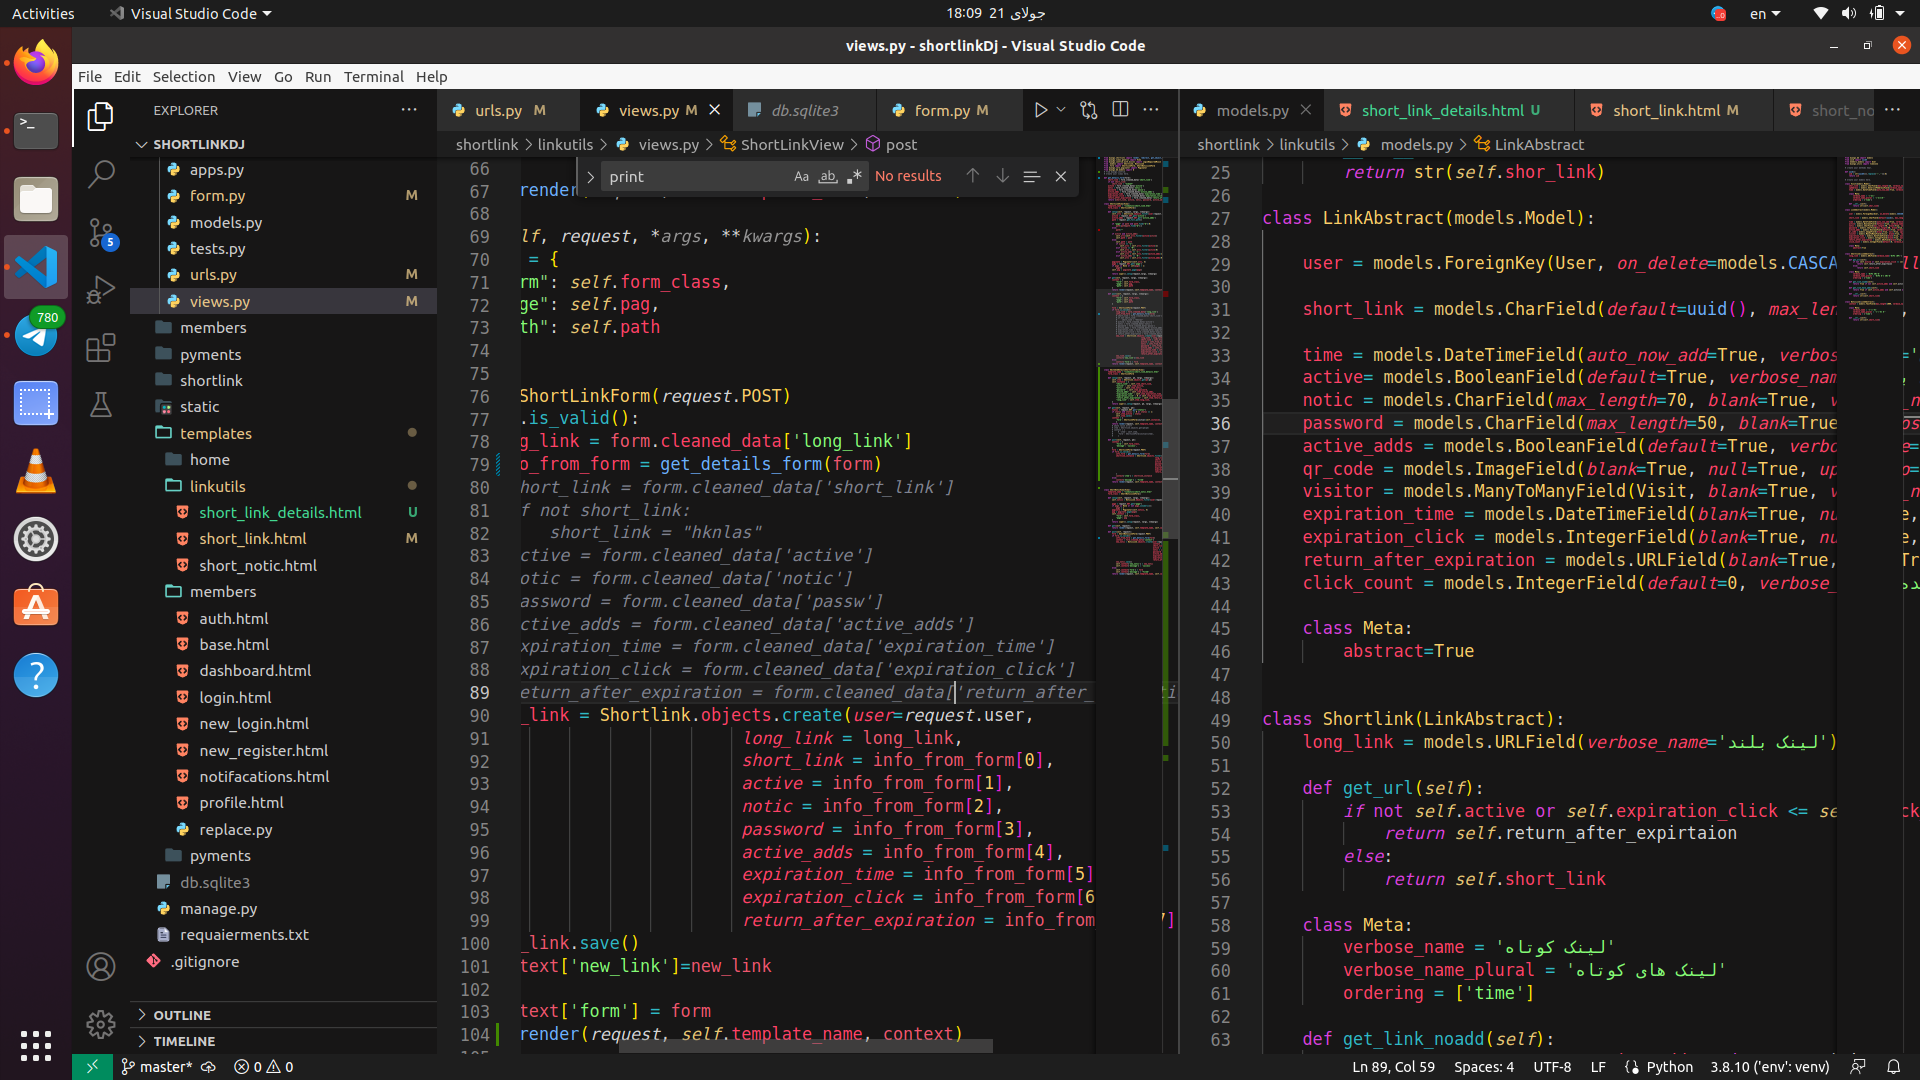 Activities
Visual Studio Code
جولای 21  18:09
en
views.py - shortlinkDj - Visual Studio Code
File Edit Selection View Go Run Terminal Help
EXPLORER
SHORTLINKDJ
apps.py
form.py M
models.py
tests.py
urls.py M
views.py M
members
pyments
shortlink
static
templates
home
linkutils
short_link_details.html U
short_link.html M
short_notic.html
members
auth.html
base.html
dashboard.html
login.html
new_login.html
new_register.html
notifacations.html
profile.html
replace.py
pyments
db.sqlite3
manage.py
requaierments.txt
.gitignore
OUTLINE
TIMELINE
780
5
urls.py M
views.py M
db.sqlite3
form.py M
shortlink > linkutils > views.py > ShortLinkView > post
print
Aa
ab
No results
66
67 render
68
69 lf, request, *args, **kwargs):
70 = {
71 rm": self.form_class,
72 ge": self.pag,
73 th": self.path
74
75
76 ShortLinkForm(request.POST)
77 .is_valid():
78 g_link = form.cleaned_data['long_link']
79 o_from_form = get_details_form(form)
80 hort_link = form.cleaned_data['short_link']
81 f not short_link:
82 short_link = "hknlas"
83 ctive = form.cleaned_data['active']
84 otic = form.cleaned_data['notic']
85 assword = form.cleaned_data['passw']
86 ctive_adds = form.cleaned_data['active_adds']
87 xpiration_time = form.cleaned_data['expiration_time']
88 xpiration_click = form.cleaned_data['expiration_click']
89 eturn_after_expiration = form.cleaned_data['return_after_
90 _link = Shortlink.objects.create(user=request.user,
91 long_link = long_link,
92 short_link = info_from_form[0],
93 active = info_from_form[1],
94 notic = info_from_form[2],
95 password = info_from_form[3],
96 active_adds = info_from_form[4],
97 expiration_time = info_from_form[5]
98 expiration_click = info_from_form[6
99 return_after_expiration = info_from 7]
100 _link.save()
101 text['new_link']=new_link
102
103 text['form'] = form
104 render(request, self.template_name, context)
models.py
short_link_details.html U
short_link.html M
short_no
shortlink > linkutils > models.py > LinkAbstract
25 return str(self.shor_link)
26
27 class LinkAbstract(models.Model):
28
29 user = models.ForeignKey(User, on_delete=models.CASCA
30
31 short_link = models.CharField(default=uuid(), max_len
32
33 time = models.DateTimeField(auto_now_add=True, verbos
34 active= models.BooleanField(default=True, verbose_nam
35 notic = models.CharField(max_length=70, blank=True, v
36 password = models.CharField(max_length=50, blank=True
37 active_adds = models.BooleanField(default=True, verbo
38 qr_code = models.ImageField(blank=True, null=True, up
39 visitor = models.ManyToManyField(Visit, blank=True, v
40 expiration_time = models.DateTimeField(blank=True, nu
41 expiration_click = models.IntegerField(blank=True, nu
42 return_after_expiration = models.URLField(blank=True,
43 click_count = models.IntegerField(default=0, verbose_
44
45 class Meta:
46 abstract=True
47
48
49 class Shortlink(LinkAbstract):
50 long_link = models.URLField(verbose_name='لینک بلند')
51
52 def get_url(self):
53 if not self.active or self.expiration_click <= se
54 return self.return_after_expirtaion
55 else:
56 return self.short_link
57
58 class Meta:
59 verbose_name = 'لینک کوتاه'
60 verbose_name_plural = 'لینک های کوتاه'
61 ordering = ['time']
62
63 def get_link_noadd(self):
master*
0 0
Ln 89, Col 59
Spaces: 4
UTF-8
LF
Python
3.8.10 ('env': venv)